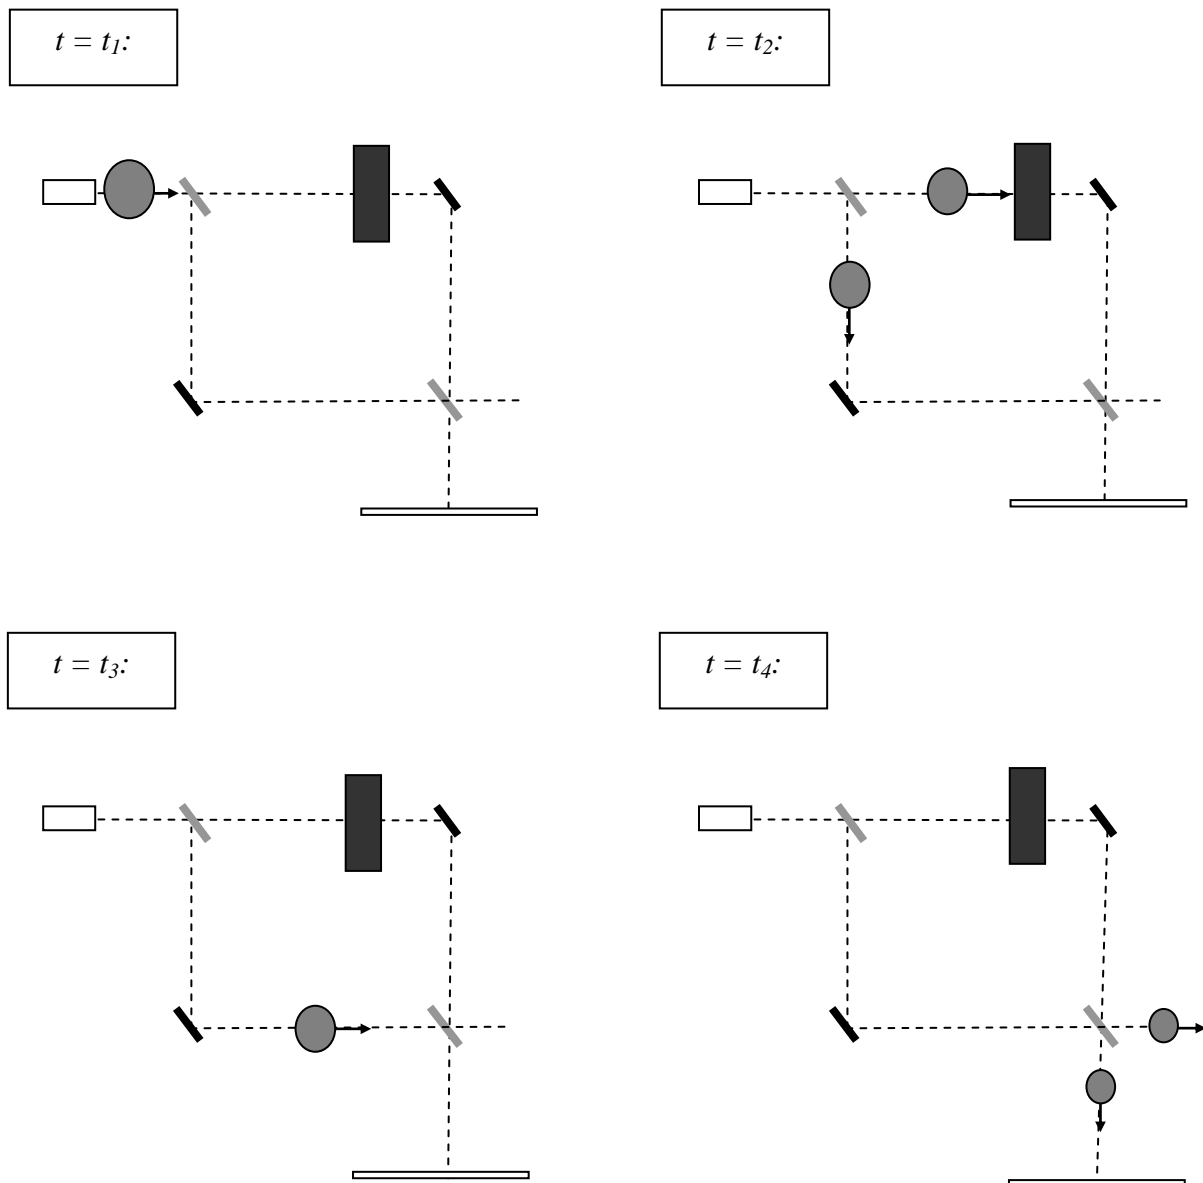 t = t₁:
t = t₂:
t = t₃:
t = t₄: